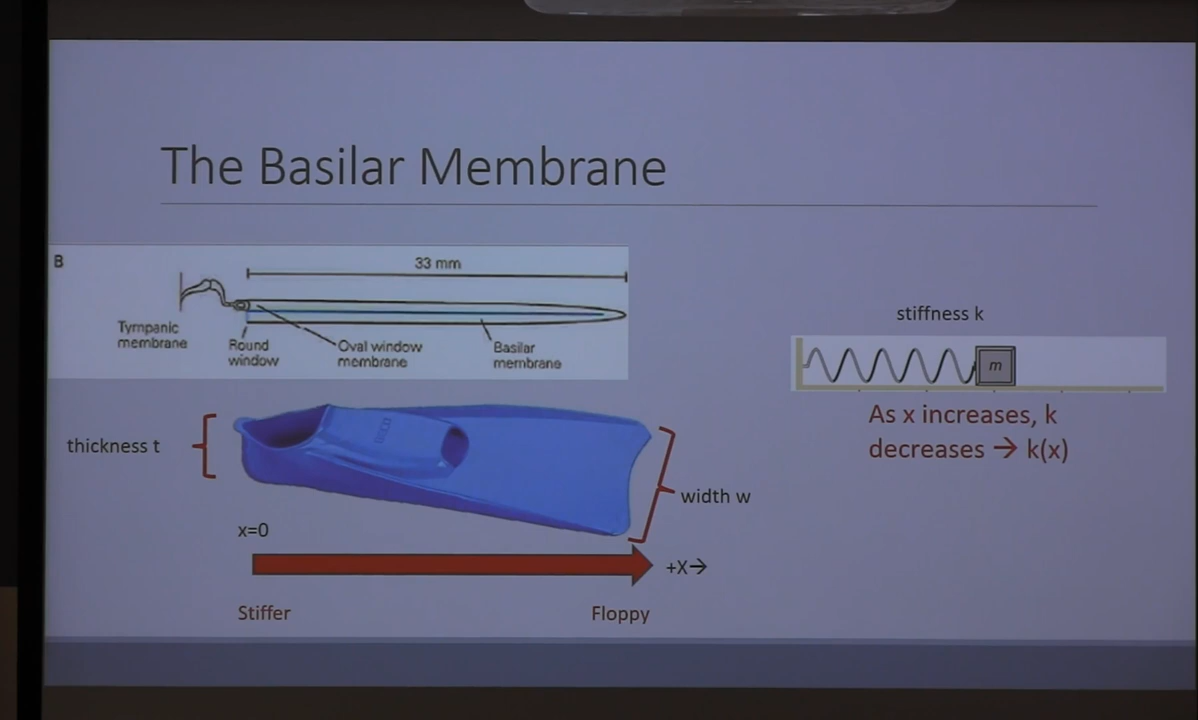 The Basilar Membrane
B
33 mm
Tympanic
membrane
Round
window
Oval window
membrane
Basilar
membrane
stiffness k
m
As x increases, k
decreases → k(x)
thickness t
width w
x=0
+X→
Stiffer
Floppy